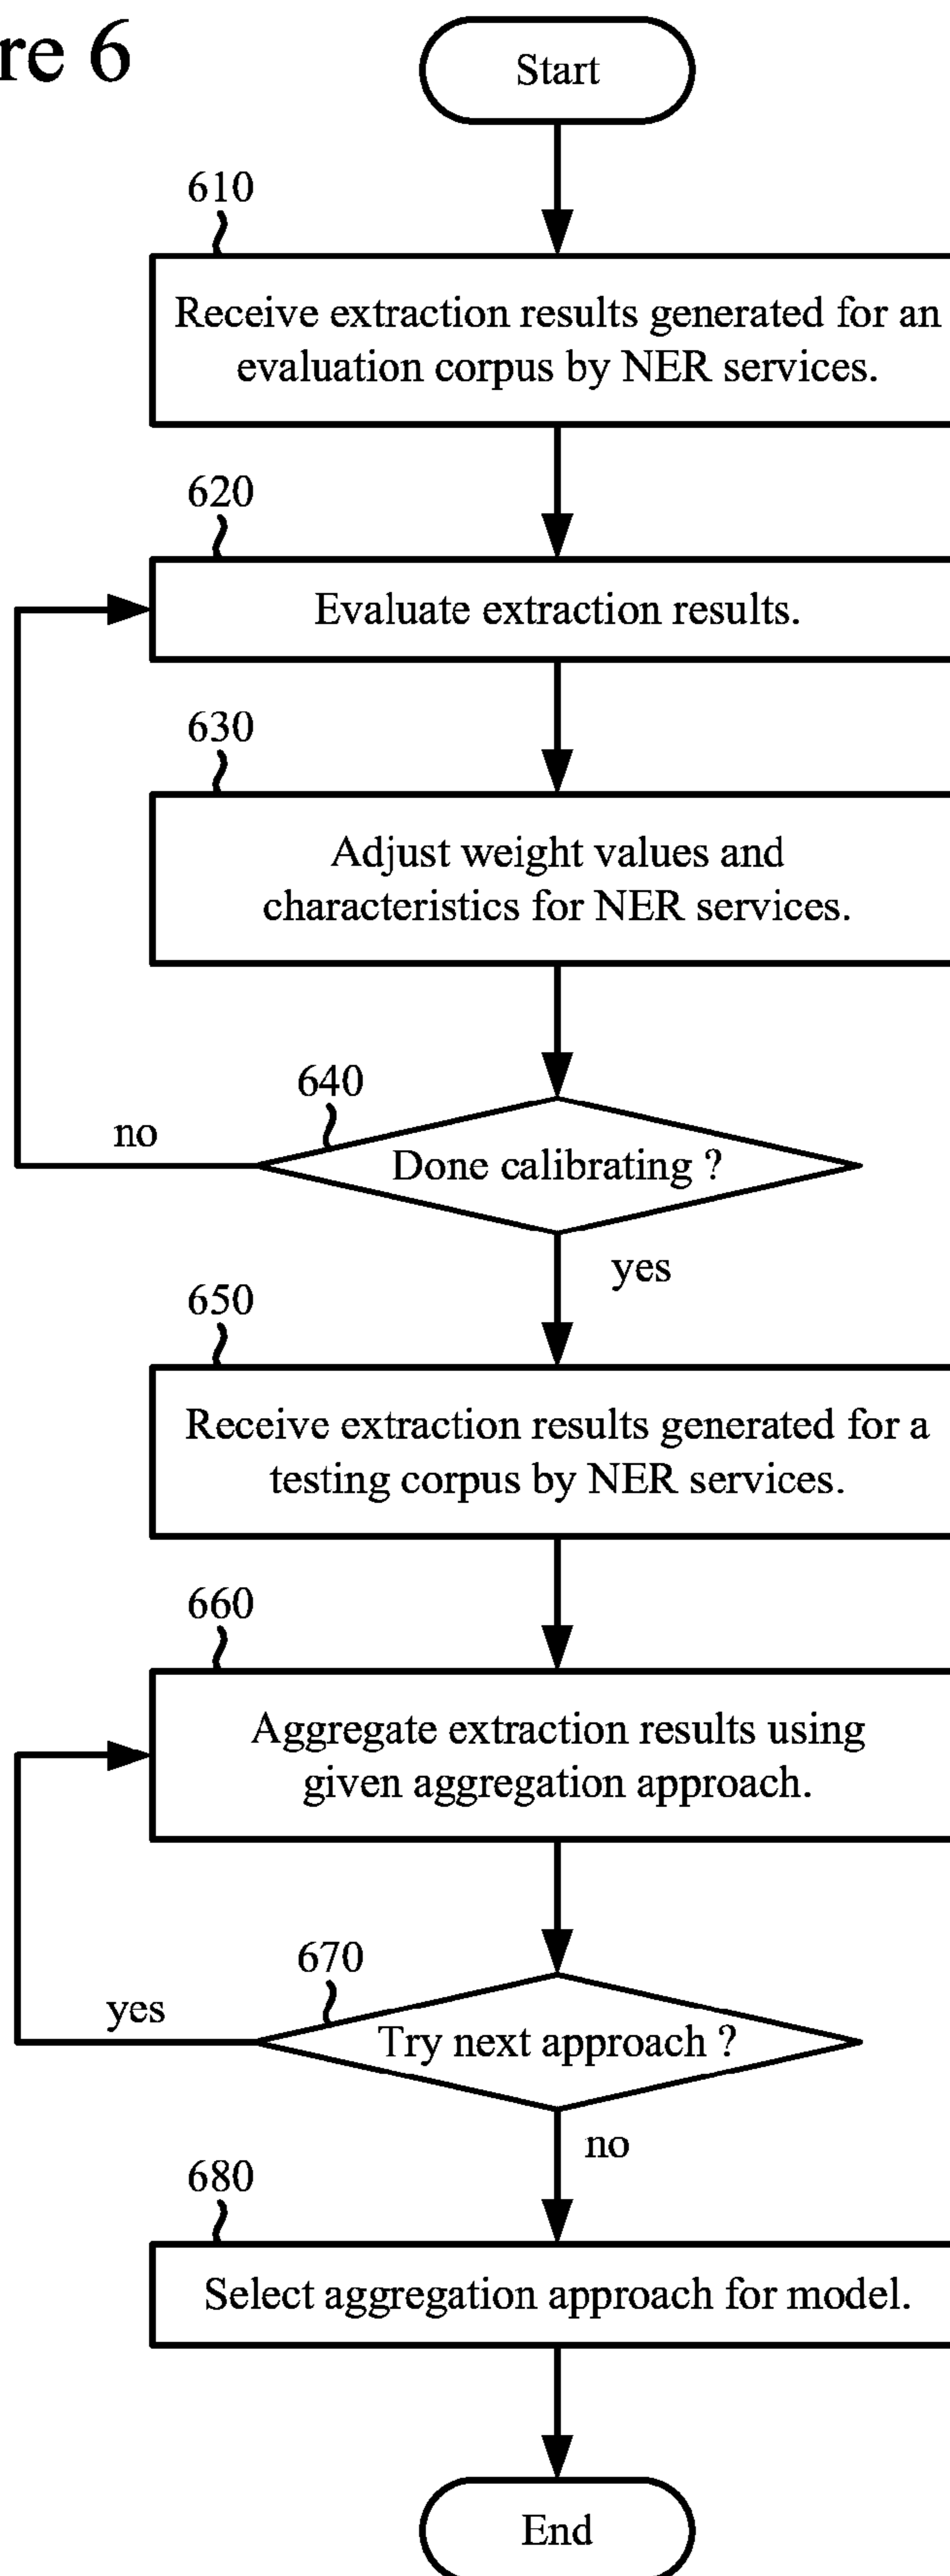 re 6
Start
610
Receive extraction results generated for an
evaluation corpus by NER services.
620
Evaluate extraction results.
630
Adjust weight values and
characteristics for NER services.
640
no
Done calibrating ?
yes
650
Receive extraction results generated for a
testing corpus by NER services.
660
Aggregate extraction results using
given aggregation approach.
670
yes
Try next approach ?
no
680
Select aggregation approach for model.
End